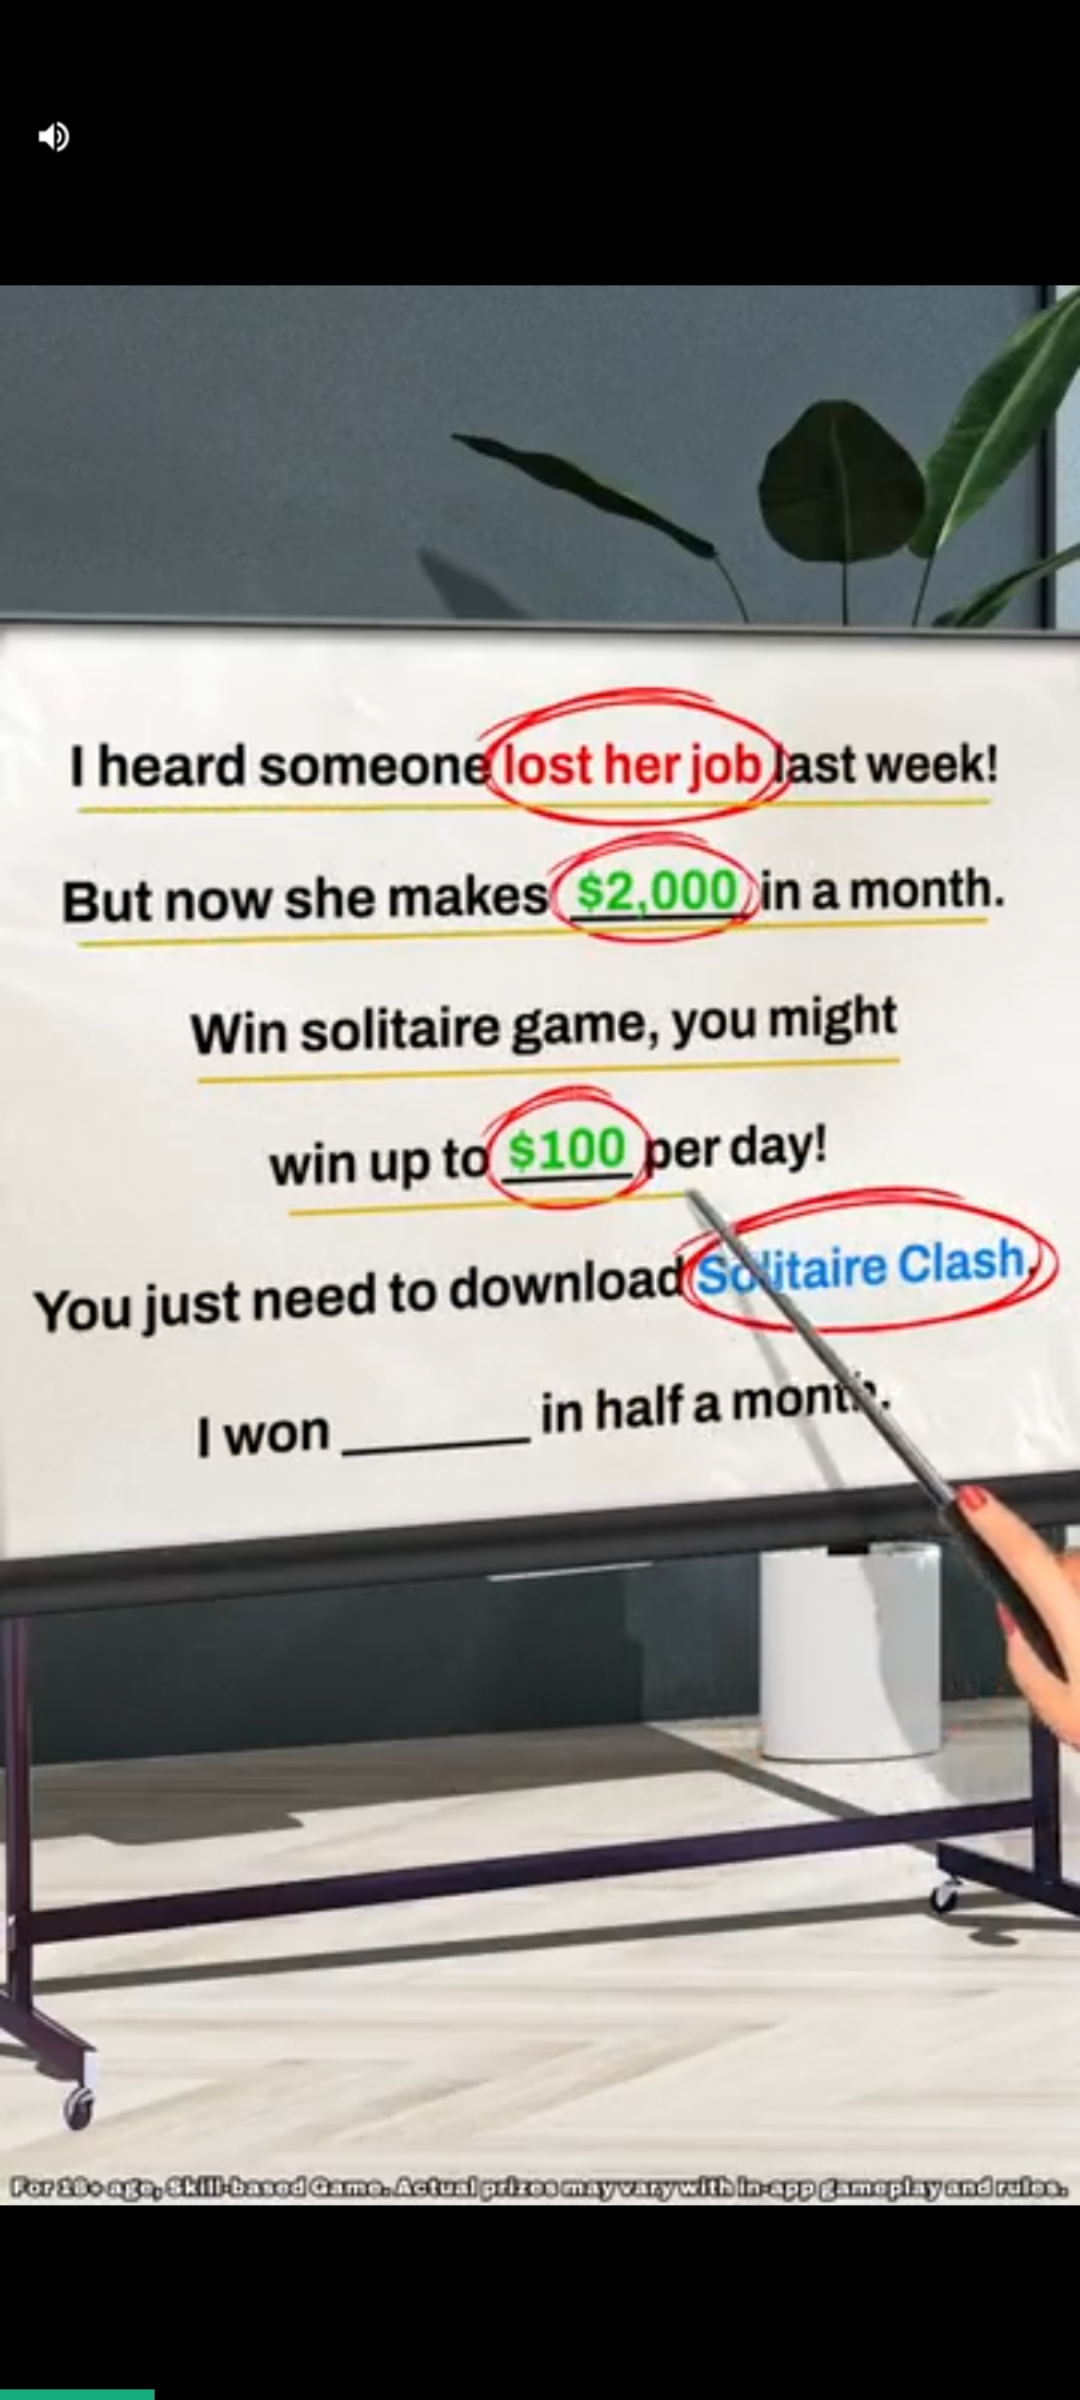 I heard someone lost her job last week!
But now she makes $2,000 in a month.
Win solitaire game, you might
win up to $100 per day!
You just need to download Solitaire Clash.
I won ______ in half a month.
For 18+ age, Skill-based Game. Actual prizes may vary with in-app gameplay and rules.